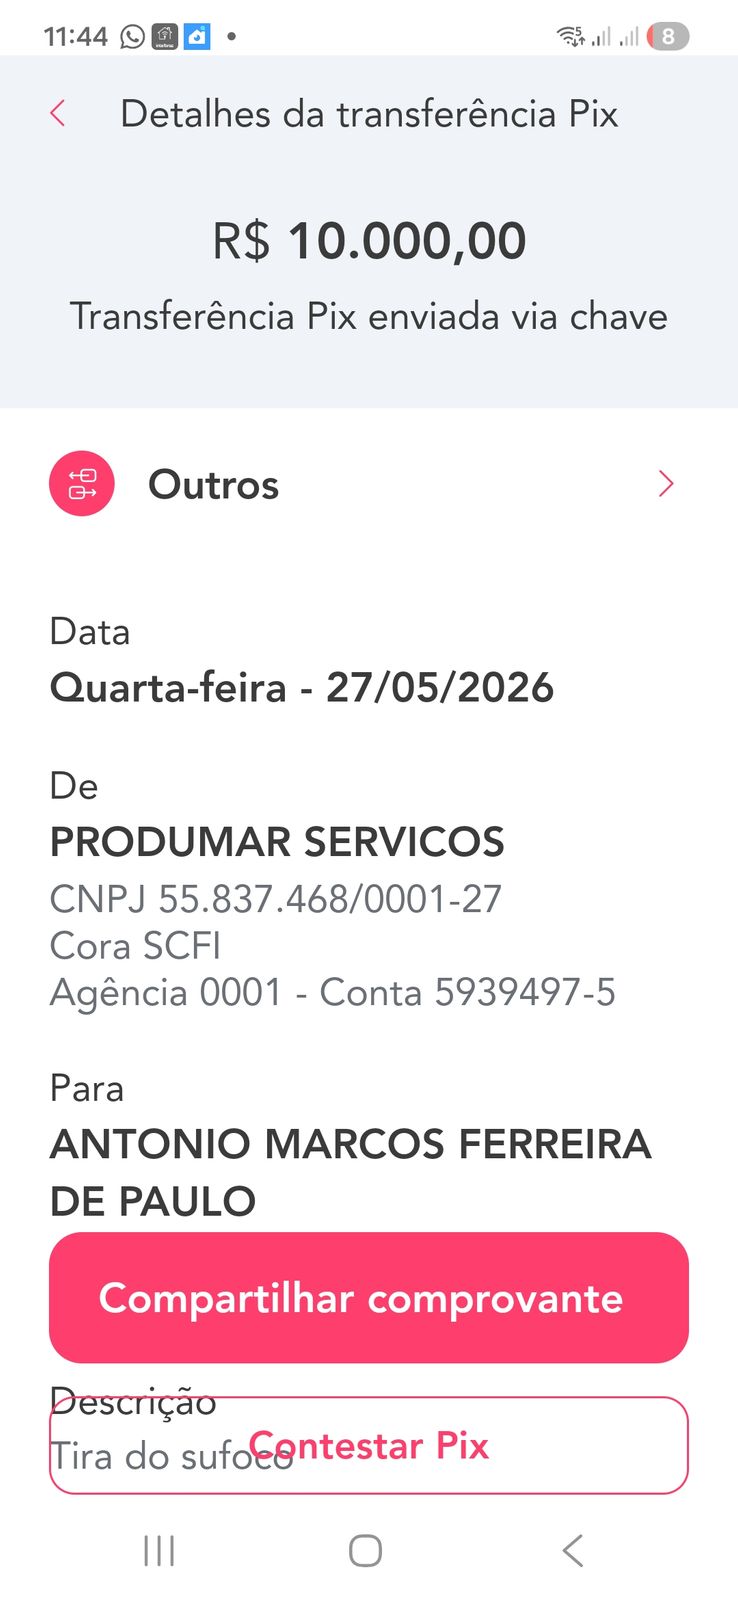 11:44
5
8
Detalhes da transferência Pix
R$ 10.000,00
Transferência Pix enviada via chave
Outros
Data
Quarta-feira - 27/05/2026
De
PRODUMAR SERVICOS
CNPJ 55.837.468/0001-27
Cora SCFI
Agência 0001 - Conta 5939497-5
Para
ANTONIO MARCOS FERREIRA
DE PAULO
Compartilhar comprovante
Descrição
Tira do sufoco
Contestar Pix